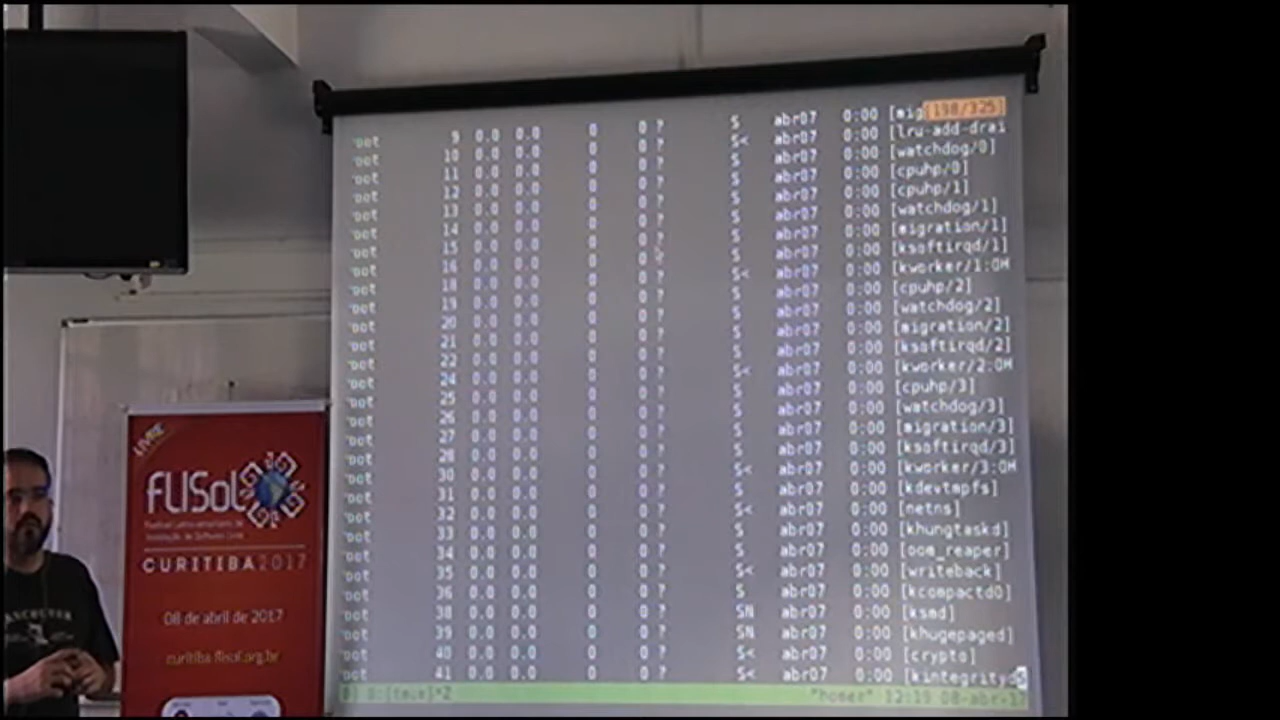 oot 9 0.0 0.0 0 0 ? S abr07 0:00 [mig [198/325]
oot 10 0.0 0.0 0 0 ? S< abr07 0:00 [lru-add-drai
oot 11 0.0 0.0 0 0 ? S abr07 0:00 [watchdog/0]
oot 12 0.0 0.0 0 0 ? S abr07 0:00 [cpuhp/0]
oot 13 0.0 0.0 0 0 ? S abr07 0:00 [cpuhp/1]
oot 14 0.0 0.0 0 0 ? S abr07 0:00 [watchdog/1]
oot 15 0.0 0.0 0 0 ? S abr07 0:00 [migration/1]
oot 16 0.0 0.0 0 0 ? S abr07 0:00 [ksoftirqd/1]
oot 18 0.0 0.0 0 0 ? S< abr07 0:00 [kworker/1:0H
oot 19 0.0 0.0 0 0 ? S abr07 0:00 [cpuhp/2]
oot 20 0.0 0.0 0 0 ? S abr07 0:00 [watchdog/2]
oot 21 0.0 0.0 0 0 ? S abr07 0:00 [migration/2]
oot 22 0.0 0.0 0 0 ? S abr07 0:00 [ksoftirqd/2]
oot 24 0.0 0.0 0 0 ? S< abr07 0:00 [kworker/2:0H
oot 25 0.0 0.0 0 0 ? S abr07 0:00 [cpuhp/3]
oot 26 0.0 0.0 0 0 ? S abr07 0:00 [watchdog/3]
oot 27 0.0 0.0 0 0 ? S abr07 0:00 [migration/3]
oot 28 0.0 0.0 0 0 ? S abr07 0:00 [ksoftirqd/3]
oot 30 0.0 0.0 0 0 ? S< abr07 0:00 [kworker/3:0H
oot 31 0.0 0.0 0 0 ? S abr07 0:00 [kdevtmpfs]
oot 32 0.0 0.0 0 0 ? S< abr07 0:00 [netns]
oot 33 0.0 0.0 0 0 ? S abr07 0:00 [khungtaskd]
oot 34 0.0 0.0 0 0 ? S abr07 0:00 [oom_reaper]
oot 35 0.0 0.0 0 0 ? S< abr07 0:00 [writeback]
oot 36 0.0 0.0 0 0 ? S abr07 0:00 [kcompactd0]
oot 38 0.0 0.0 0 0 ? SN abr07 0:00 [ksmd]
oot 39 0.0 0.0 0 0 ? SN abr07 0:00 [khugepaged]
oot 40 0.0 0.0 0 0 ? S< abr07 0:00 [crypto]
oot 41 0.0 0.0 0 0 ? S< abr07 0:00 [kintegrityd
"homer" 12:19 08-abr-17
LIVRE
FLISoL
Festival Latino-americano de
Instalação de Software Livre
CURITIBA 2017
08 de abril de 2017
curitiba.flisol.org.br
VANCOUVER